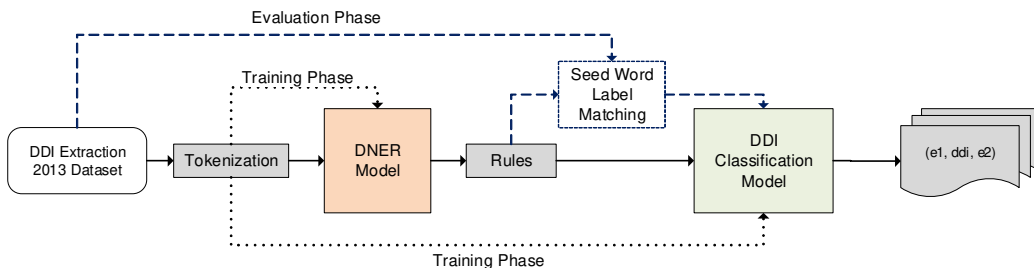 Evaluation Phase
Training Phase
Seed Word
Label
Matching
DDI Extraction
2013 Dataset
Tokenization
DNER
Model
Rules
DDI
Classification
Model
(e1, ddi, e2)
Training Phase